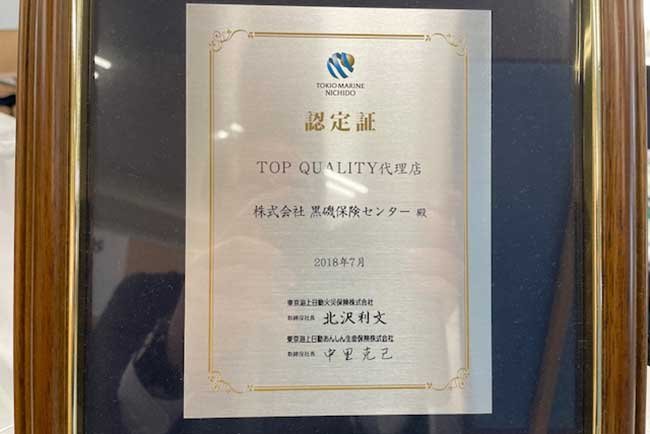 TOKIO MARINE
NICHIDO
認定証
TOP QUALITY代理店
株式会社 黒磯保険センター 殿
2018年7月
東京海上日動火災保険株式会社
取締役社長 北沢利文
東京海上日動あんしん生命保険株式会社
取締役社長 中里克己